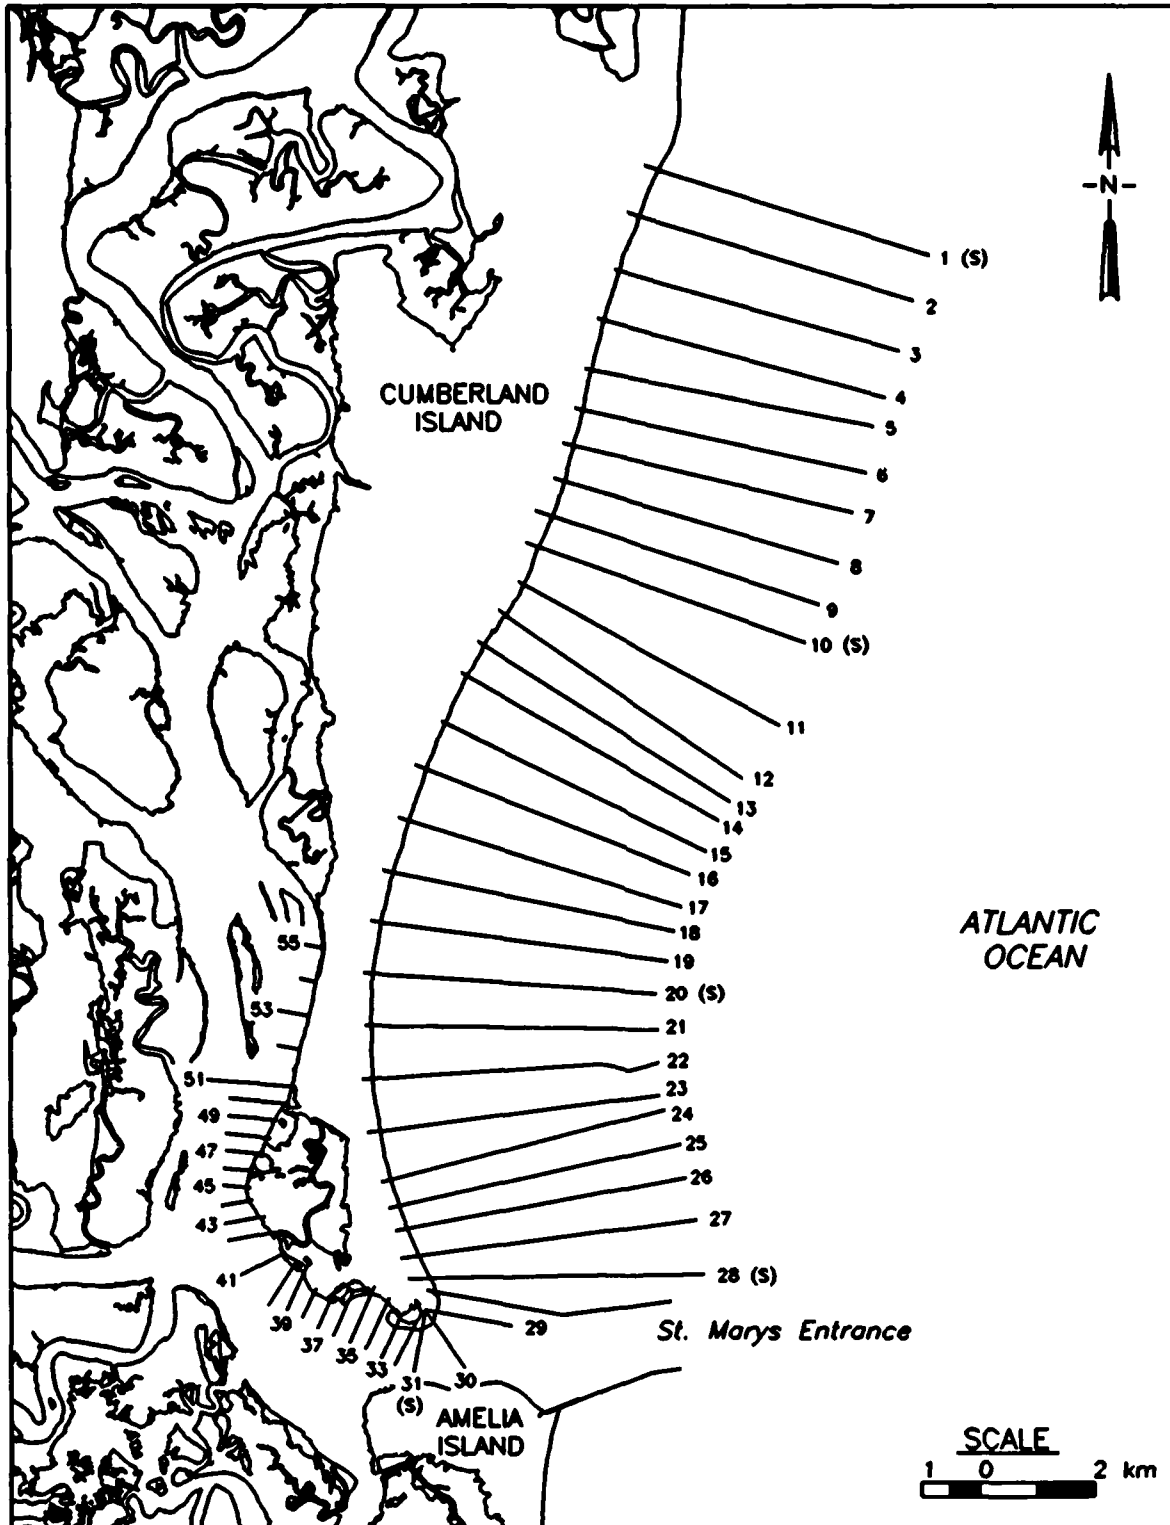 -N-
1 (S)
2
3
CUMBERLAND
ISLAND
4
5
6
7
8
9
10 (S)
11
12
13
14
15
16
17
18
ATLANTIC
OCEAN
55
19
20 (S)
53
21
22
51
23
49
24
47
25
45
26
43
27
41
28 (S)
39
37
35
33
31
(S)
30
29
St. Marys Entrance
AMELIA
ISLAND
SCALE
1 0 2 km